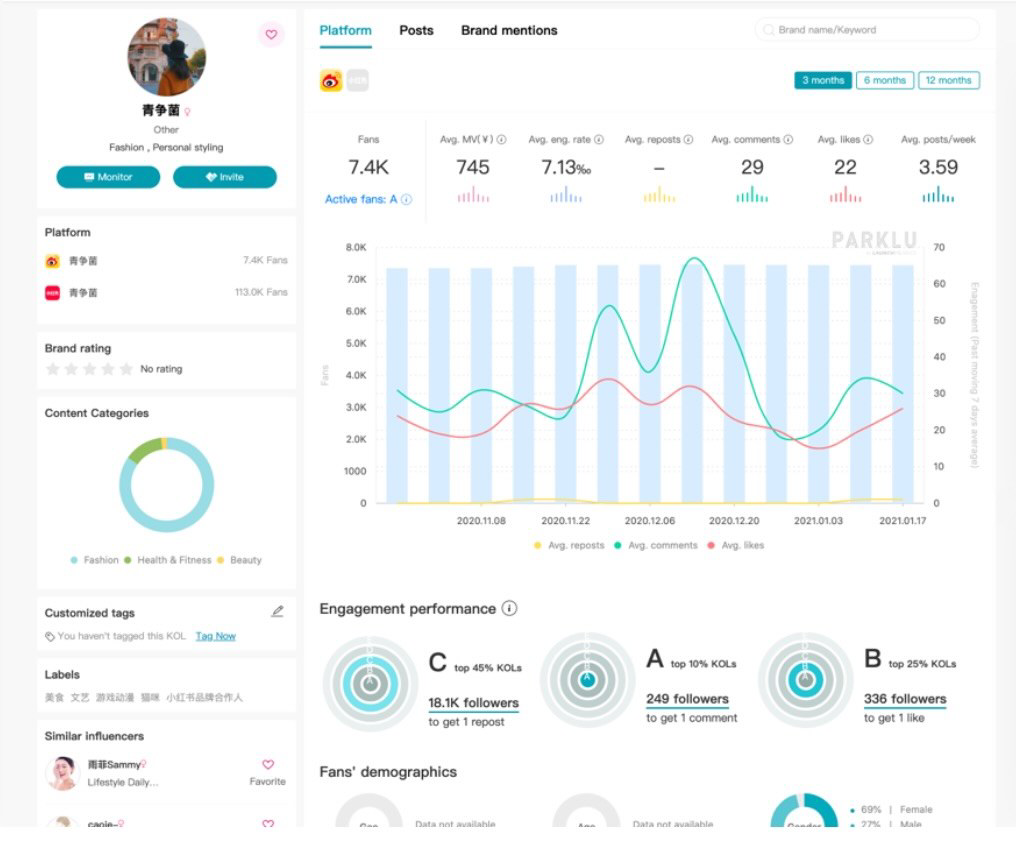 Platform Posts Brand mentions Brand name/Keyword
3 months 6 months 12 months
青争菌
Other
Fashion , Personal styling
Monitor Invite
Platform
青争菌 7.4K Fans
青争菌 113.0K Fans
Brand rating
No rating
Content Categories
Fashion Health & Fitness Beauty
Customized tags
You haven't tagged this KOL Tag Now
Labels
美食 文艺 游戏动漫 猫咪 小红书品牌合作人
Similar influencers
雨菲Sammy
Lifestyle Daily...
Favorite
caoie-
Fans Avg. MV(¥) Avg. eng. rate Avg. reposts Avg. comments Avg. likes Avg. posts/week
7.4K 745 7.13‰ – 29 22 3.59
Active fans: A
PARKLU
8.0K
7.0K
6.0K
5.0K
4.0K
3.0K
2.0K
1000
0
Fans
70
60
50
40
30
20
10
0
Enagement (Past moving 7 days average)
2020.11.08 2020.11.22 2020.12.06 2020.12.20 2021.01.03 2021.01.17
Avg. reposts Avg. comments Avg. likes
Engagement performance
C top 45% KOLs
18.1K followers
to get 1 repost
A top 10% KOLs
249 followers
to get 1 comment
B top 25% KOLs
336 followers
to get 1 like
Fans' demographics
Data not available
Data not available
Gender
69% | Female
27% | Male